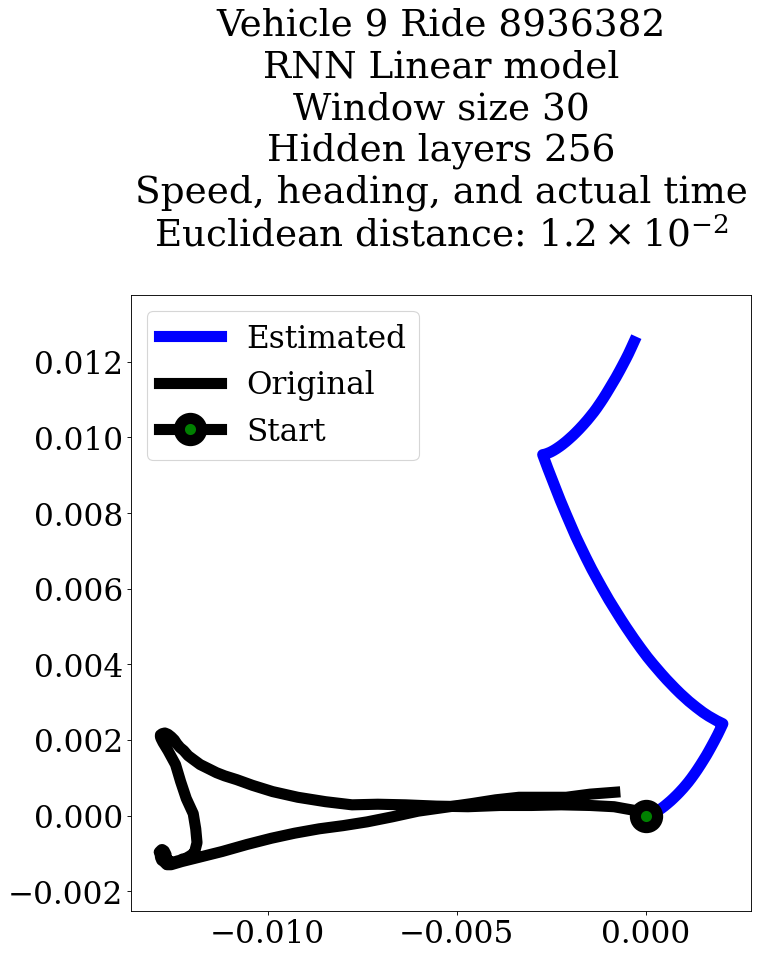 Vehicle 9 Ride 8936382
RNN Linear model
Window size 30
Hidden layers 256
Speed, heading, and actual time
Euclidean distance: 1.2 × 10⁻²
Estimated
Original
Start
0.012
0.010
0.008
0.006
0.004
0.002
0.000
−0.002
−0.010 −0.005 0.000